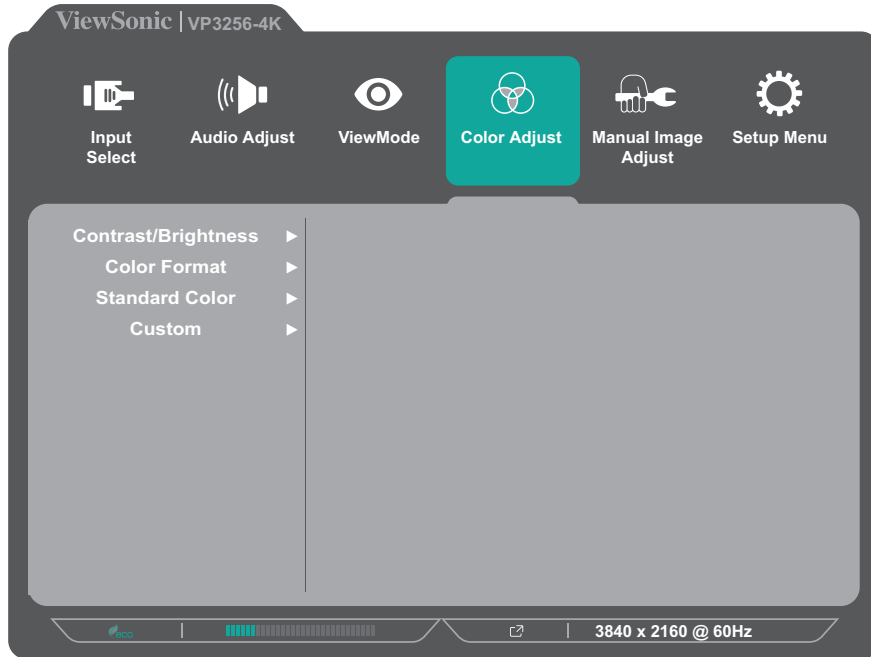 ViewSonic | VP3256-4K
Input
Select
Audio Adjust
ViewMode
Color Adjust
Manual Image
Adjust
Setup Menu
Contrast/Brightness
Color Format
Standard Color
Custom
eco
3840 x 2160 @ 60Hz